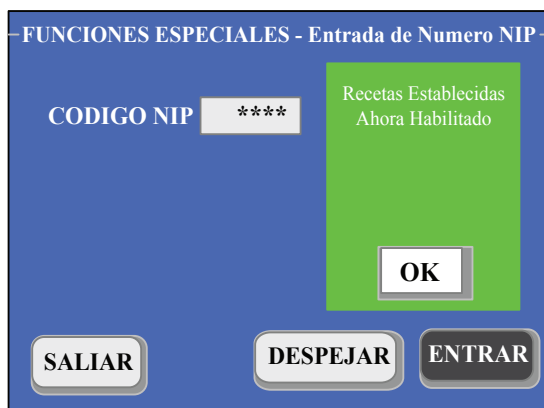 FUNCIONES ESPECIALES - Entrada de Numero NIP
CODIGO NIP ****
Recetas Establecidas
Ahora Habilitado
OK
SALIAR
DESPEJAR
ENTRAR